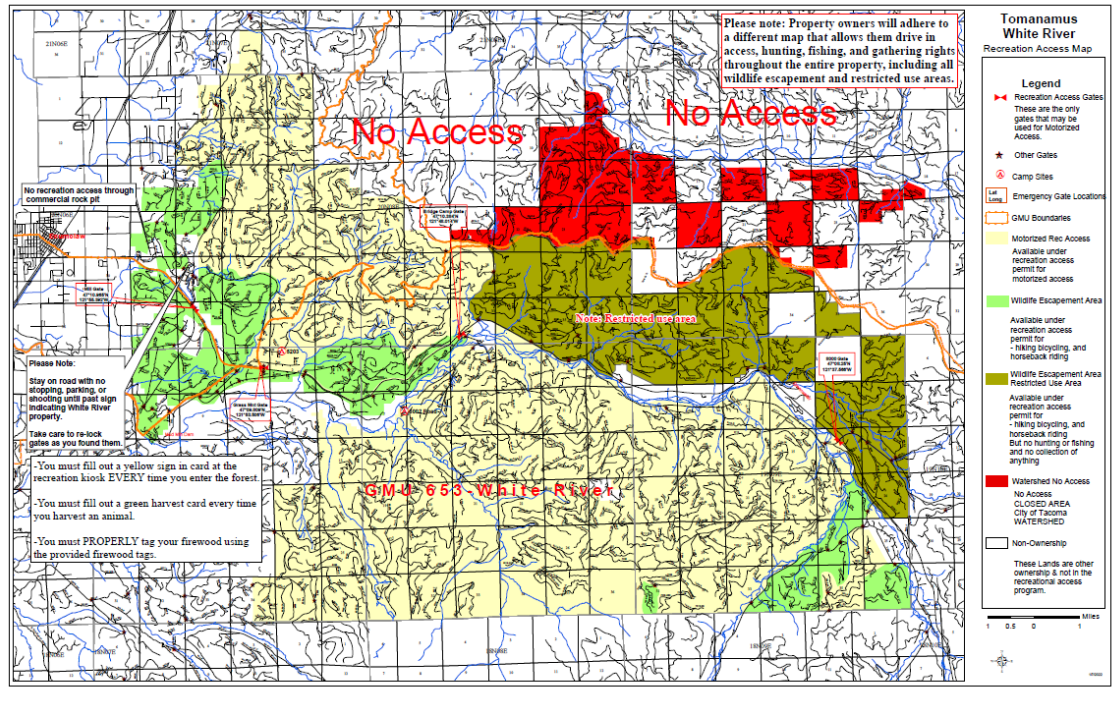 Please note: Property owners will adhere to
a different map that allows them drive in
access, hunting, fishing, and gathering rights
throughout the entire property, including all
wildlife escapement and restricted use areas.
Tomanamus
White River
Recreation Access Map
Legend
Recreation Access Gates
These are the only
gates that may be
used for Motorized
Access.
Other Gates
Camp Sites
Lat
Long
Emergency Gate Locations
GMU Boundaries
Motorized Rec Access
Available under
recreation access
permit for
motorized access
Wildlife Escapement Area
Available under
recreation access
permit for
- hiking bicycling, and
horseback riding
Wildlife Escapement Area
Restricted Use Area
Available under
recreation access
permit for
- hiking bicycling, and
horseback riding
But no hunting or fishing
and no collection of
anything
Watershed No Access
No Access
CLOSED AREA
City of Tacoma
WATERSHED
Non-Ownership
These Lands are other
ownership & not in the
recreational access
program.
Miles
1 0.5 0 1
No Access
No Access
21N06E
No recreation access through
commercial rock pit
Bridge Camp Gate
Note: Restricted use area
Please Note:
Stay on road with no
stopping, parking, or
shooting until past sign
indicating White River
property.
Take care to re-lock
gates as you found them.
6203
-You must fill out a yellow sign in card at the
recreation kiosk EVERY time you enter the forest.
-You must fill out a green harvest card every time
you harvest an animal.
-You must PROPERLY tag your firewood using
the provided firewood tags.
GMU 653-White River